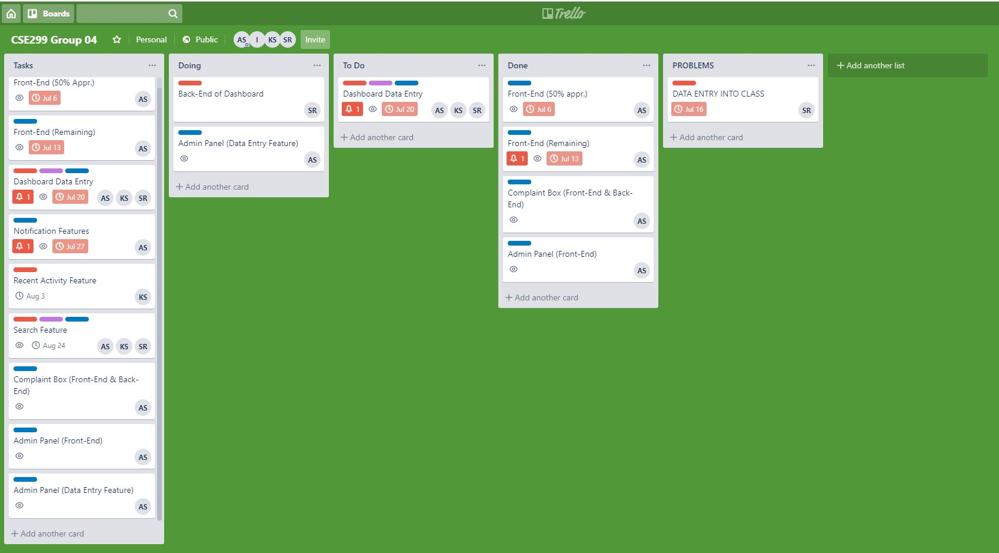 Boards
Trello
CSE299 Group 04
Personal
Public
AS
I
KS
SR
Invite
Tasks
Front-End (50% Appr.)
Jul 6
AS
Front-End (Remaining)
Jul 13
AS
Dashboard Data Entry
1
Jul 20
AS
KS
SR
Notification Features
1
Jul 27
AS
Recent Activity Feature
Aug 3
KS
Search Feature
Aug 24
AS
KS
SR
Complaint Box (Front-End & Back-
End)
AS
Admin Panel (Front-End)
AS
Admin Panel (Data Entry Feature)
AS
+ Add another card
Doing
Back-End of Dashboard
SR
Admin Panel (Data Entry Feature)
AS
+ Add another card
To Do
Dashboard Data Entry
1
Jul 20
AS
KS
SR
+ Add another card
Done
Front-End (50% appr.)
Jul 6
AS
Front-End (Remaining)
1
Jul 13
AS
Complaint Box (Front-End & Back-
End)
AS
Admin Panel (Front-End)
AS
+ Add another card
PROBLEMS
DATA ENTRY INTO CLASS
Jul 16
SR
+ Add another card
+ Add another list